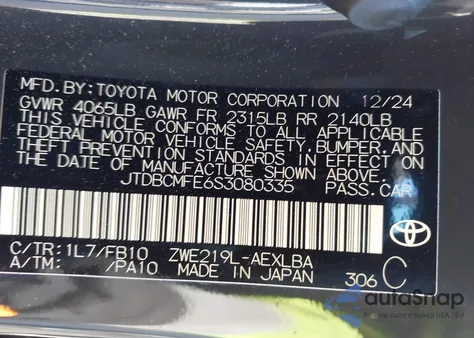 MFD.BY:TOYOTA MOTOR CORPORATION 12/24
GVWR 4065LB GAWR FR 2315LB RR 2140LB
THIS VEHICLE CONFORMS TO ALL APPLICABLE
FEDERAL MOTOR VEHICLE SAFETY,BUMPER,AND
THEFT PREVENTION STANDARDS IN EFFECT ON
THE DATE OF MANUFACTURE SHOWN ABOVE.
JTDBCMFE6S3080335 PASS.CAR
C/TR:1L7/FB10 ZWE219L-AEXLBA
A/TM: /PA10 MADE IN JAPAN 306 C
TOYOTA
autoSnap